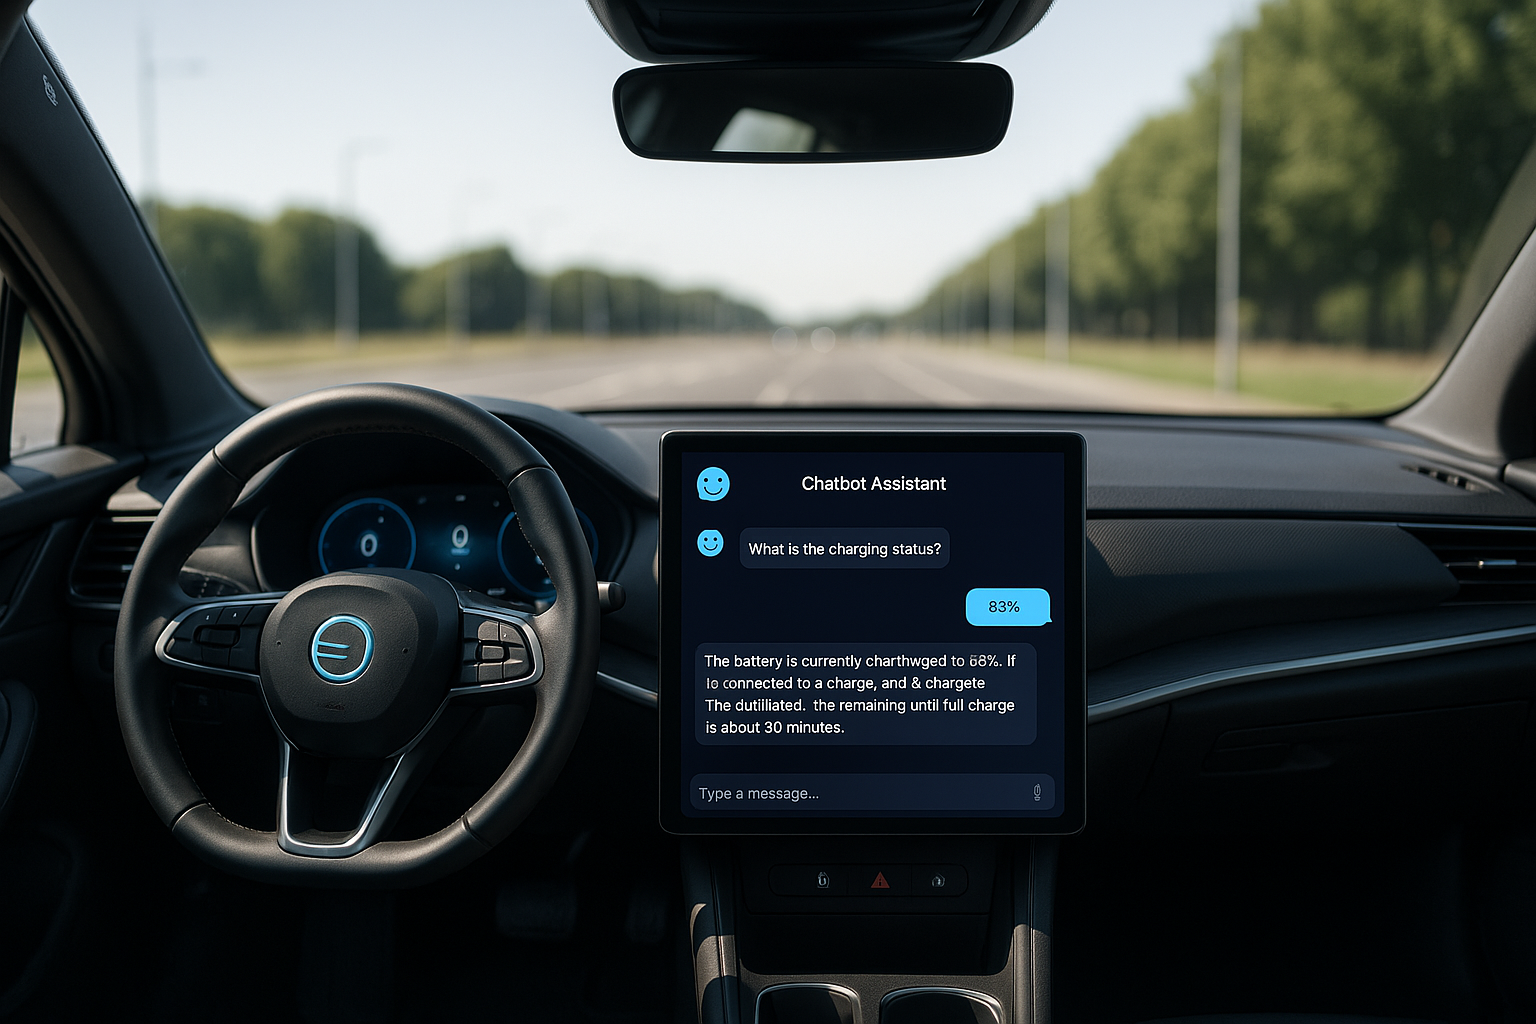 Chatbot Assistant
What is the charging status?
83%
The battery is currently charthwged to 68%. If
lo connected to a charge, and & chargete
The dutilliated. the remaining until full charge
is about 30 minutes.
Type a message...
0
0